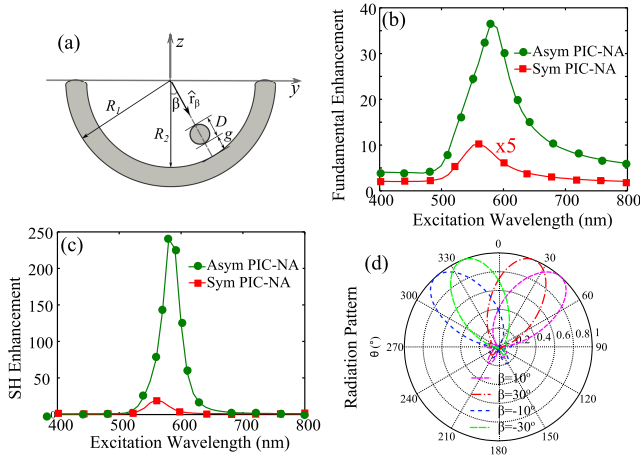 (a)
z
y
R1
R2
β
r̂β
D
g
(b)
Fundamental Enhancement
40
30
20
10
0
Asym PIC-NA
Sym PIC-NA
x5
400 500 600 700 800
Excitation Wavelength (nm)
(c)
SH Enhancement
250
200
150
100
50
0
Asym PIC-NA
Sym PIC-NA
400 500 600 700 800
Excitation Wavelength (nm)
(d)
Radiation Pattern
θ (°)
0
330 30
300 60
270 90
0.2 0.4 0.6 0.8 1
240 120
210 150
180
β=10°
β=30°
β=-10°
β=-30°